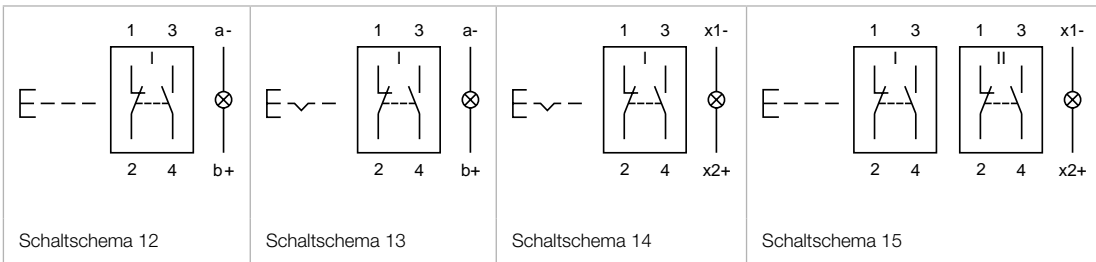 1 3 a-
I
2 4 b+
Schaltschema 12
1 3 a-
I
2 4 b+
Schaltschema 13
1 3 x1-
I
2 4 x2+
Schaltschema 14
1 3 1 3 x1-
I II
2 4 2 4 x2+
Schaltschema 15